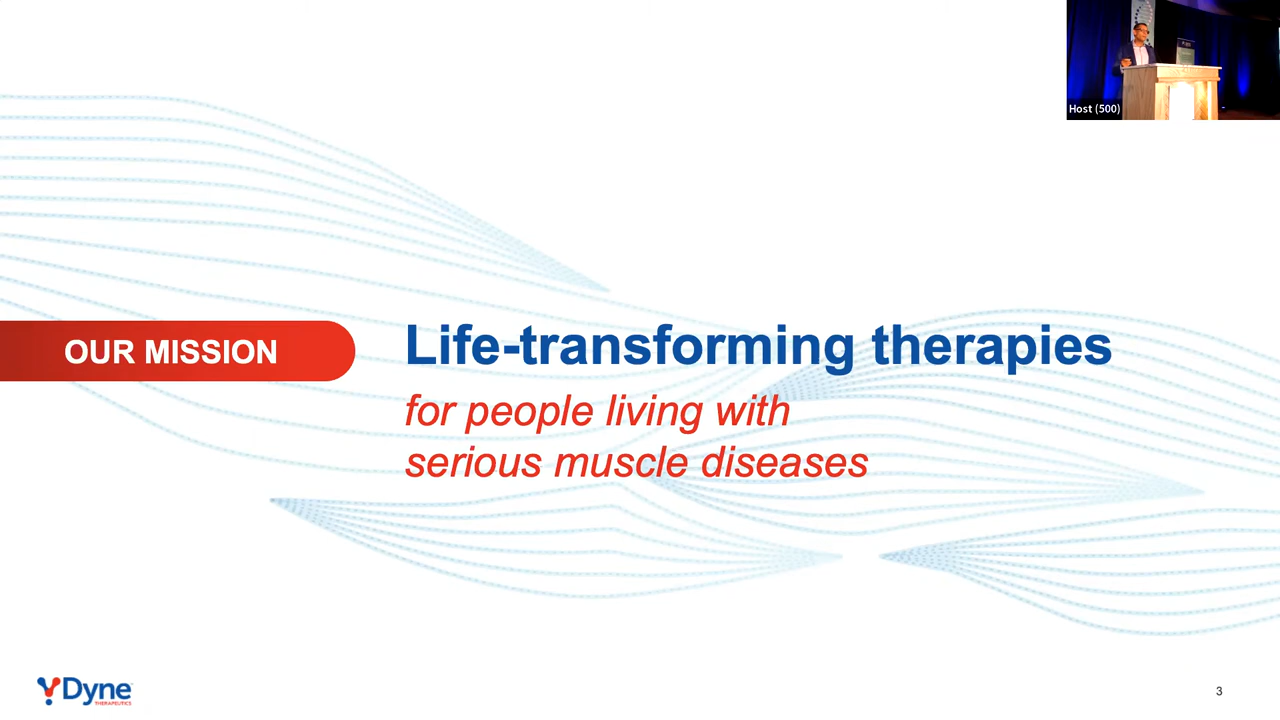 Host (500)
OUR MISSION
Life-transforming therapies
for people living with
serious muscle diseases
Dyne
THERAPEUTICS
3